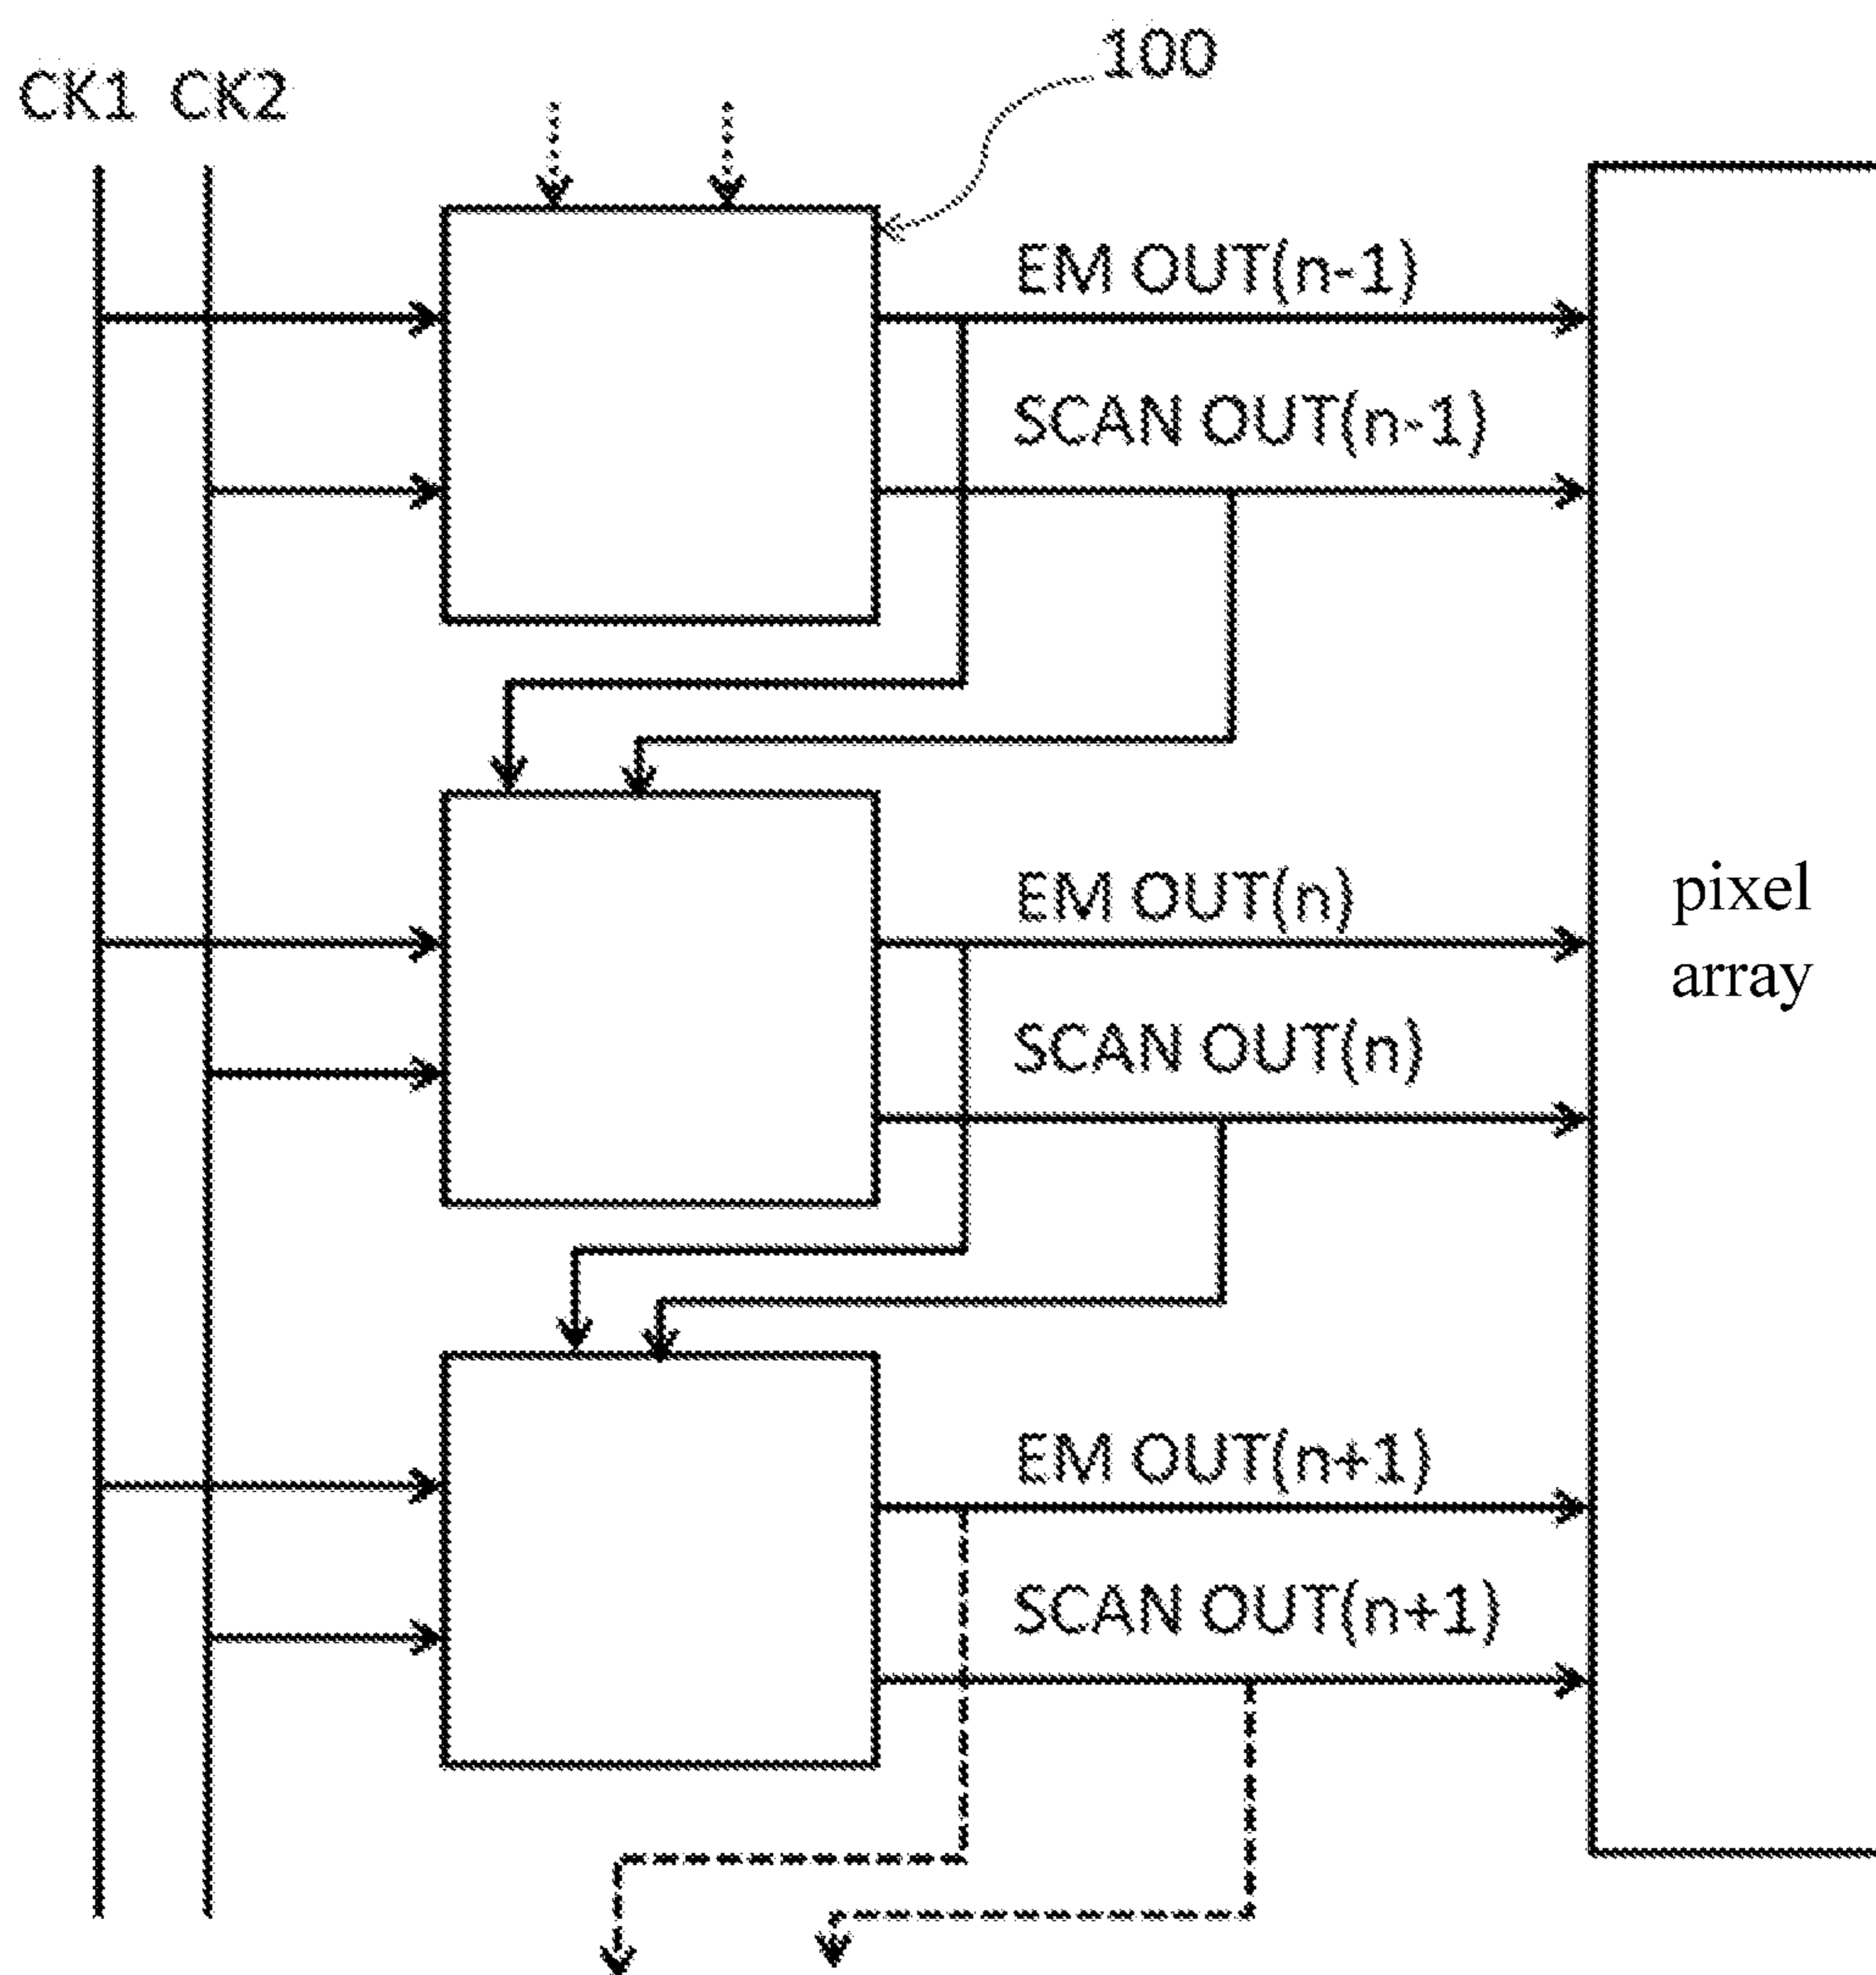 100
CK1 CK2
EM OUT(n-1)
SCAN OUT(n-1)
EM OUT(n)
SCAN OUT(n)
pixel
array
EM OUT(n+1)
SCAN OUT(n+1)